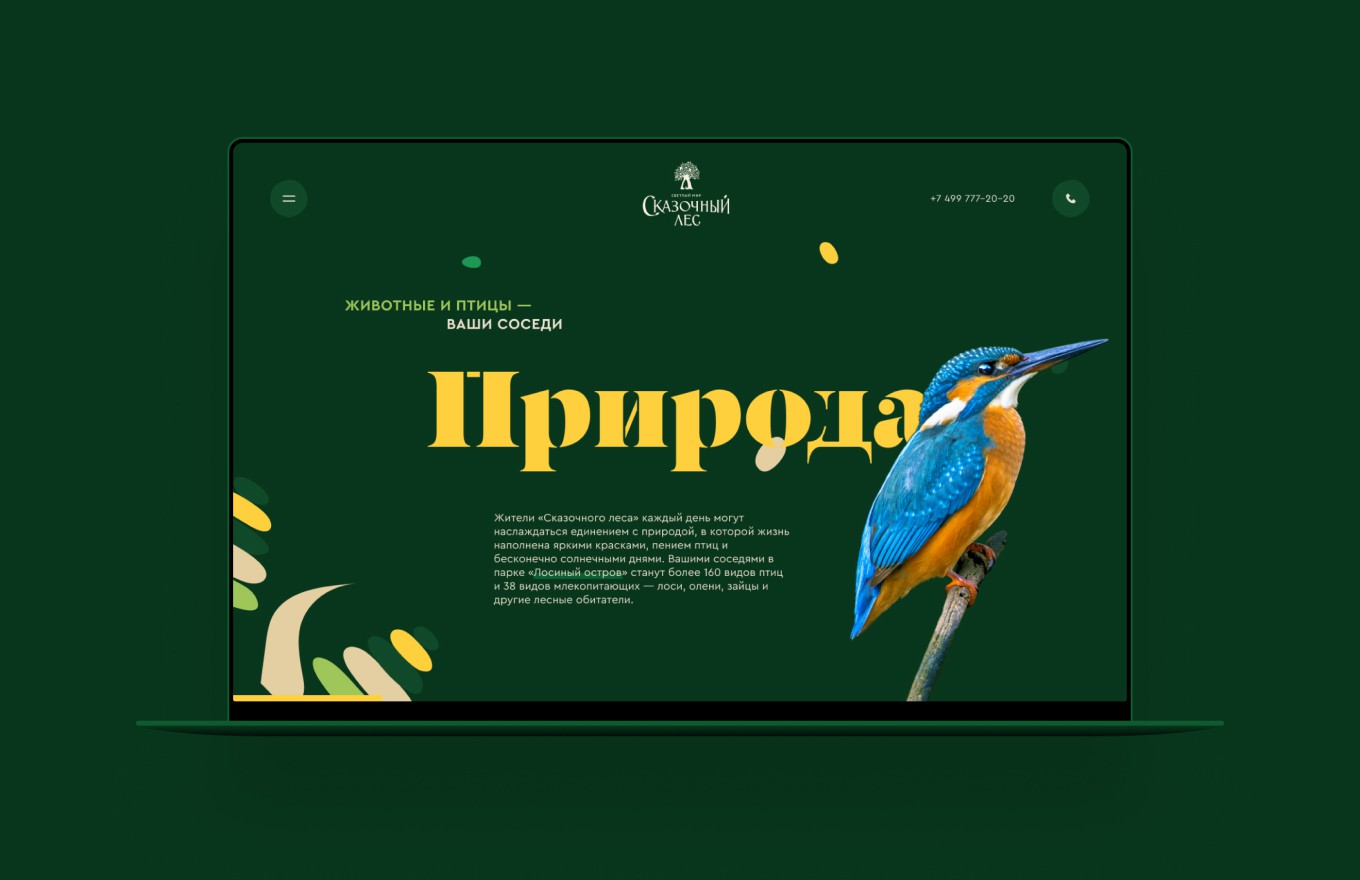 СВЕТЛЫЙ МИР
СКАЗОЧНЫЙ
ЛЕС
+7 499 777-20-20
ЖИВОТНЫЕ И ПТИЦЫ —
ВАШИ СОСЕДИ
Природа
Жители «Сказочного леса» каждый день могут
наслаждаться единением с природой, в которой жизнь
наполнена яркими красками, пением птиц и
бесконечно солнечными днями. Вашими соседями в
парке «Лосиный остров» станут более 160 видов птиц
и 38 видов млекопитающих — лоси, олени, зайцы и
другие лесные обитатели.